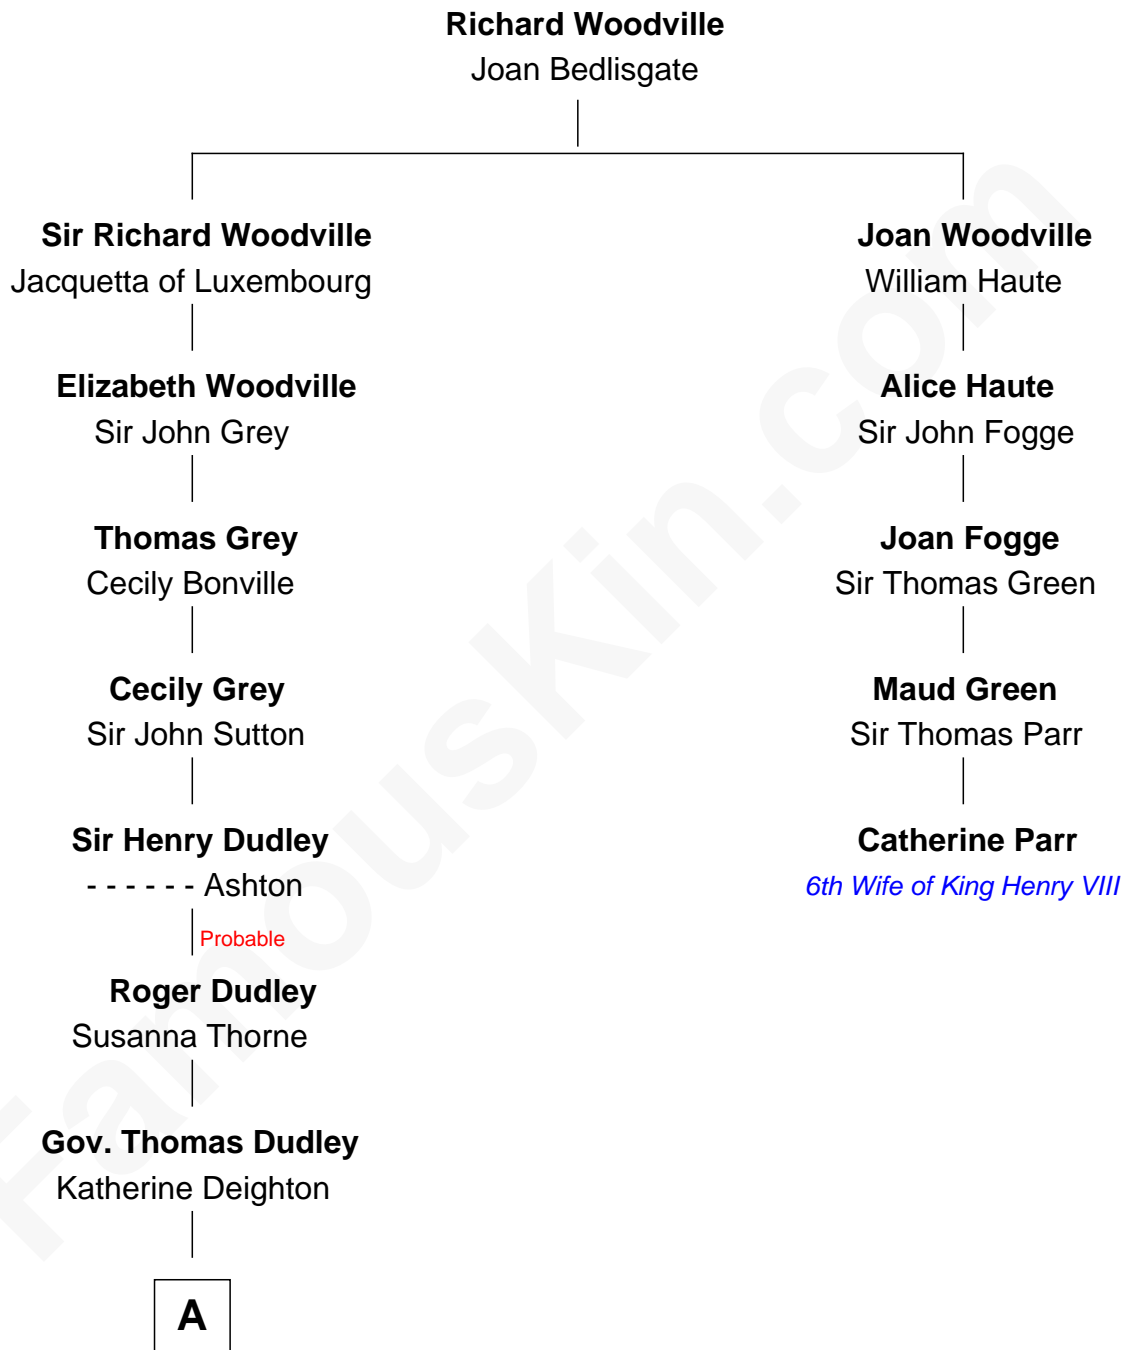 Richard Woodville
Joan Bedlisgate
Sir Richard Woodville
Jacquetta of Luxembourg
Joan Woodville
William Haute
Elizabeth Woodville
Sir John Grey
Alice Haute
Sir John Fogge
Thomas Grey
Cecily Bonville
Joan Fogge
Sir Thomas Green
Cecily Grey
Sir John Sutton
Maud Green
Sir Thomas Parr
Sir Henry Dudley
- - - - - - Ashton
Catherine Parr
6th Wife of King Henry VIII
Probable
Roger Dudley
Susanna Thorne
Gov. Thomas Dudley
Katherine Deighton
A
FamousKin.com